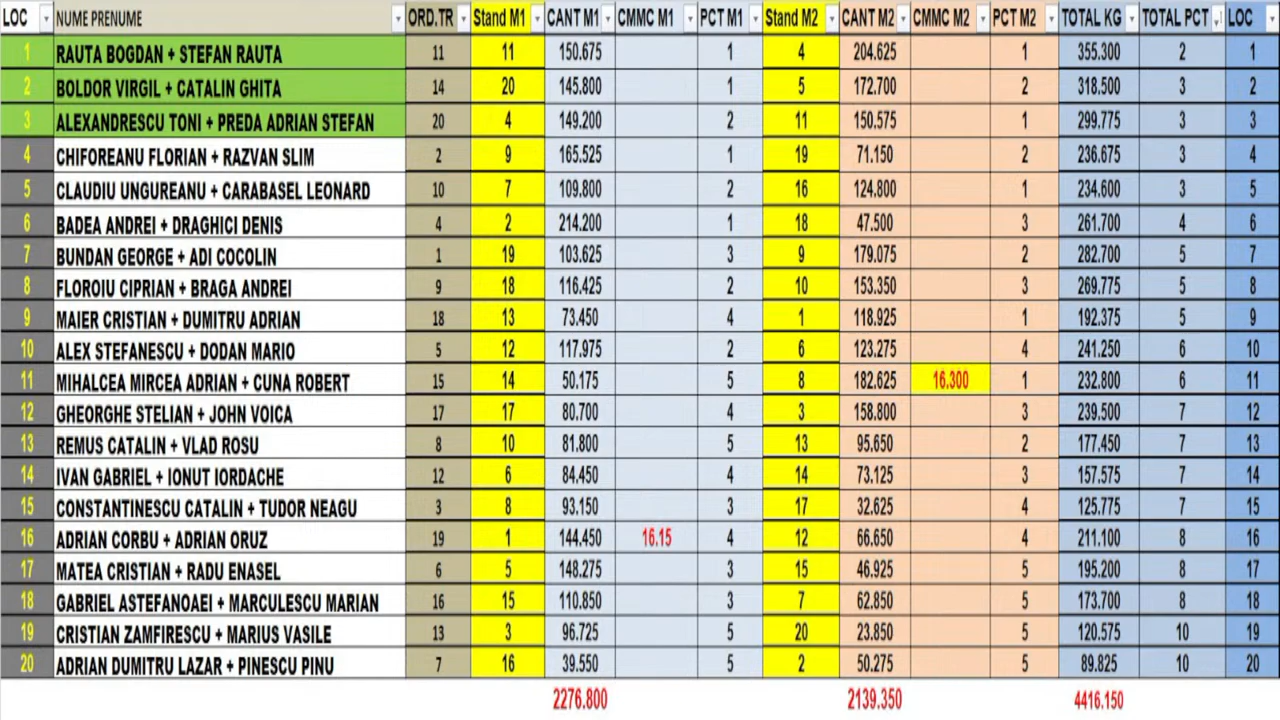 LOC NUME PRENUME ORD.TR Stand M1 CANT M1 CMMC M1 PCT M1 Stand M2 CANT M2 CMMC M2 PCT M2 TOTAL KG TOTAL PCT LOC
1 RAUTA BOGDAN + STEFAN RAUTA 11 11 150.675 1 4 204.625 1 355.300 2 1
2 BOLDOR VIRGIL + CATALIN GHITA 14 20 145.800 1 5 172.700 2 318.500 3 2
3 ALEXANDRESCU TONI + PREDA ADRIAN STEFAN 20 4 149.200 2 11 150.575 1 299.775 3 3
4 CHIFOREANU FLORIAN + RAZVAN SLIM 2 9 165.525 1 19 71.150 2 236.675 3 4
5 CLAUDIU UNGUREANU + CARABASEL LEONARD 10 7 109.800 2 16 124.800 1 234.600 3 5
6 BADEA ANDREI + DRAGHICI DENIS 4 2 214.200 1 18 47.500 3 261.700 4 6
7 BUNDAN GEORGE + ADI COCOLIN 1 19 103.625 3 9 179.075 2 282.700 5 7
8 FLOROIU CIPRIAN + BRAGA ANDREI 9 18 116.425 2 10 153.350 3 269.775 5 8
9 MAIER CRISTIAN + DUMITRU ADRIAN 18 13 73.450 4 1 118.925 1 192.375 5 9
10 ALEX STEFANESCU + DODAN MARIO 5 12 117.975 2 6 123.275 4 241.250 6 10
11 MIHALCEA MIRCEA ADRIAN + CUNA ROBERT 15 14 50.175 5 8 182.625 16.300 1 232.800 6 11
12 GHEORGHE STELIAN + JOHN VOICA 17 17 80.700 4 3 158.800 3 239.500 7 12
13 REMUS CATALIN + VLAD ROSU 8 10 81.800 5 13 95.650 2 177.450 7 13
14 IVAN GABRIEL + IONUT IORDACHE 12 6 84.450 4 14 73.125 3 157.575 7 14
15 CONSTANTINESCU CATALIN + TUDOR NEAGU 3 8 93.150 3 17 32.625 4 125.775 7 15
16 ADRIAN CORBU + ADRIAN ORUZ 19 1 144.450 16.15 4 12 66.650 4 211.100 8 16
17 MATEA CRISTIAN + RADU ENASEL 6 5 148.275 3 15 46.925 5 195.200 8 17
18 GABRIEL ASTEFANOAEI + MARCULESCU MARIAN 16 15 110.850 3 7 62.850 5 173.700 8 18
19 CRISTIAN ZAMFIRESCU + MARIUS VASILE 13 3 96.725 5 20 23.850 5 120.575 10 19
20 ADRIAN DUMITRU LAZAR + PINESCU PINU 7 16 39.550 5 2 50.275 5 89.825 10 20
2276.800 2139.350 4416.150